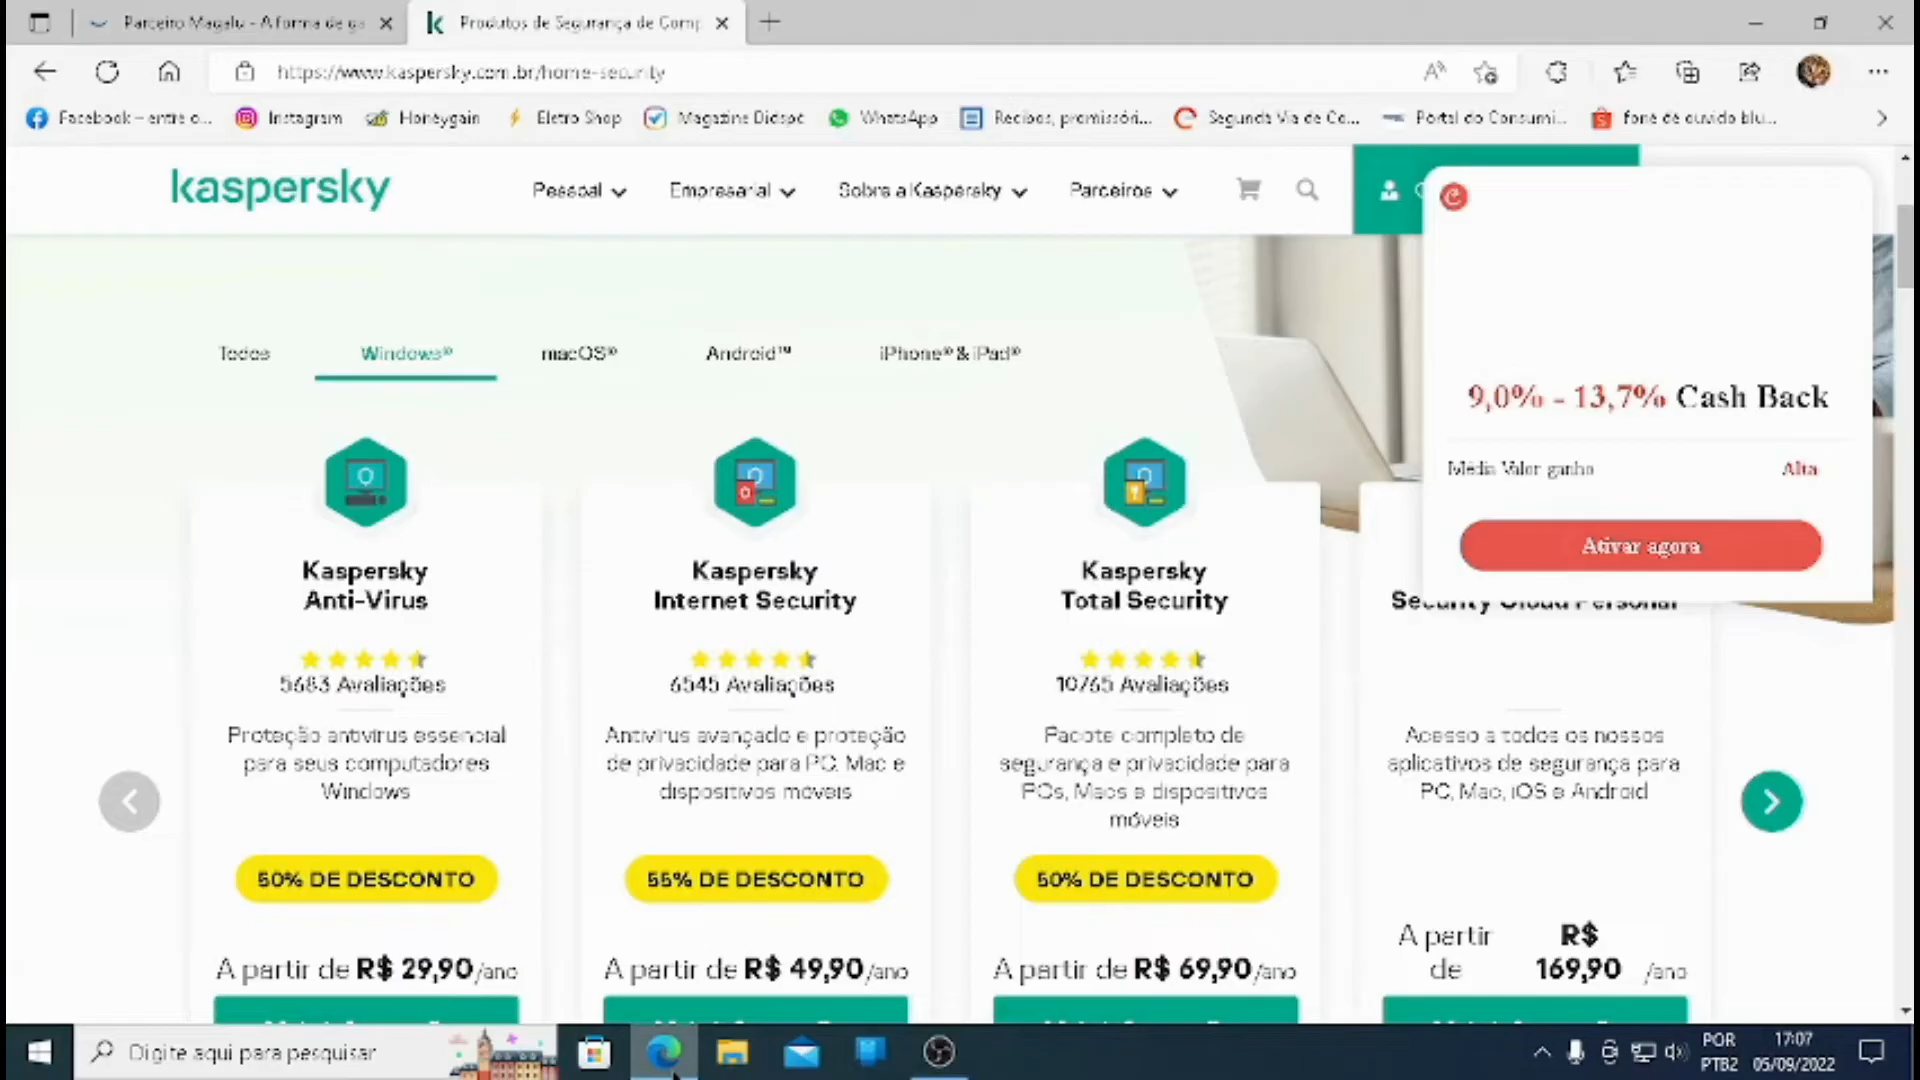 Parceiro Magalu - A forma de ga
Produtos de Segurança de Comp
https://www.kaspersky.com.br/home-security
Facebook – entre o...
Instagram
Honeygain
Eletro Shop
Magazine Didspc
WhatsApp
Recibos, promissóri...
Segunda Via de Co...
Portal do Consumi...
fone de ouvido blu...
kaspersky
Pessoal
Empresarial
Sobre a Kaspersky
Parceiros
Todos
Windows®
macOS®
Android™
iPhone® & iPad®
9,0% - 13,7% Cash Back
Média Valor ganho
Alta
Ativar agora
Kaspersky
Anti-Virus
5683 Avaliações
Proteção antivirus essencial
para seus computadores
Windows
50% DE DESCONTO
A partir de R$ 29,90/ano
Kaspersky
Internet Security
6545 Avaliações
Antivirus avançado e proteção
de privacidade para PC, Mac e
dispositivos móveis
55% DE DESCONTO
A partir de R$ 49,90/ano
Kaspersky
Total Security
10765 Avaliações
Pacote completo de
segurança e privacidade para
PCs, Macs e dispositivos
móveis
50% DE DESCONTO
A partir de R$ 69,90/ano
Security Cloud Personal
Acesso a todos os nossos
aplicativos de segurança para
PC, Mac, iOS e Android
A partir de R$ 169,90 /ano
Digite aqui para pesquisar
POR
PTB2
17:07
05/09/2022